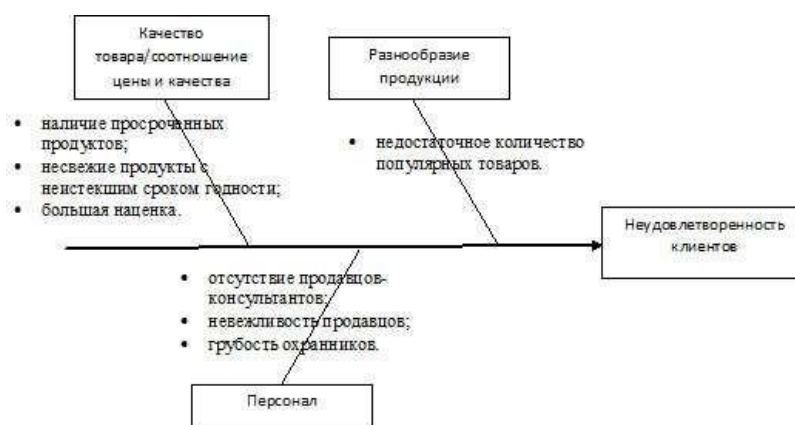 Качество
товара/соотношение
цены и качества
Разнообразие
продукции
• наличие просроченных
продуктов;
• несвежие продукты с
неистекшим сроком годности;
• большая наценка.
• недостаточное количество
популярных товаров.
Неудовлетворенность
клиентов
• отсутствие продавцов-
консультантов;
• невежливость продавцов;
• грубость охранников.
Персонал